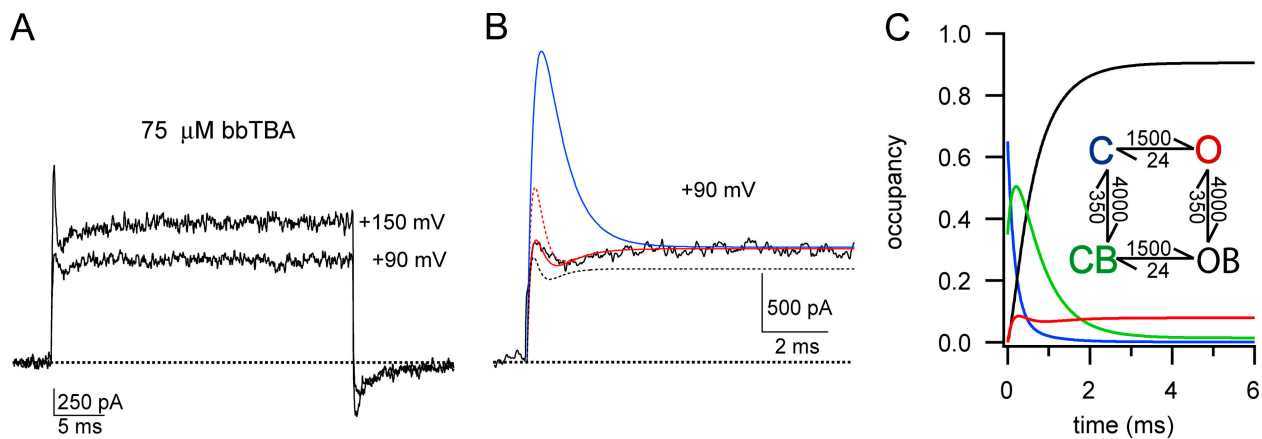 A
75 μM bbTBA
+150 mV
+90 mV
250 pA
5 ms
B
+90 mV
500 pA
2 ms
C
occupancy
1.0
0.8
0.6
0.4
0.2
0.0
0
2
4
6
time (ms)
C
1500
24
O
350
4000
350
4000
CB
1500
24
OB